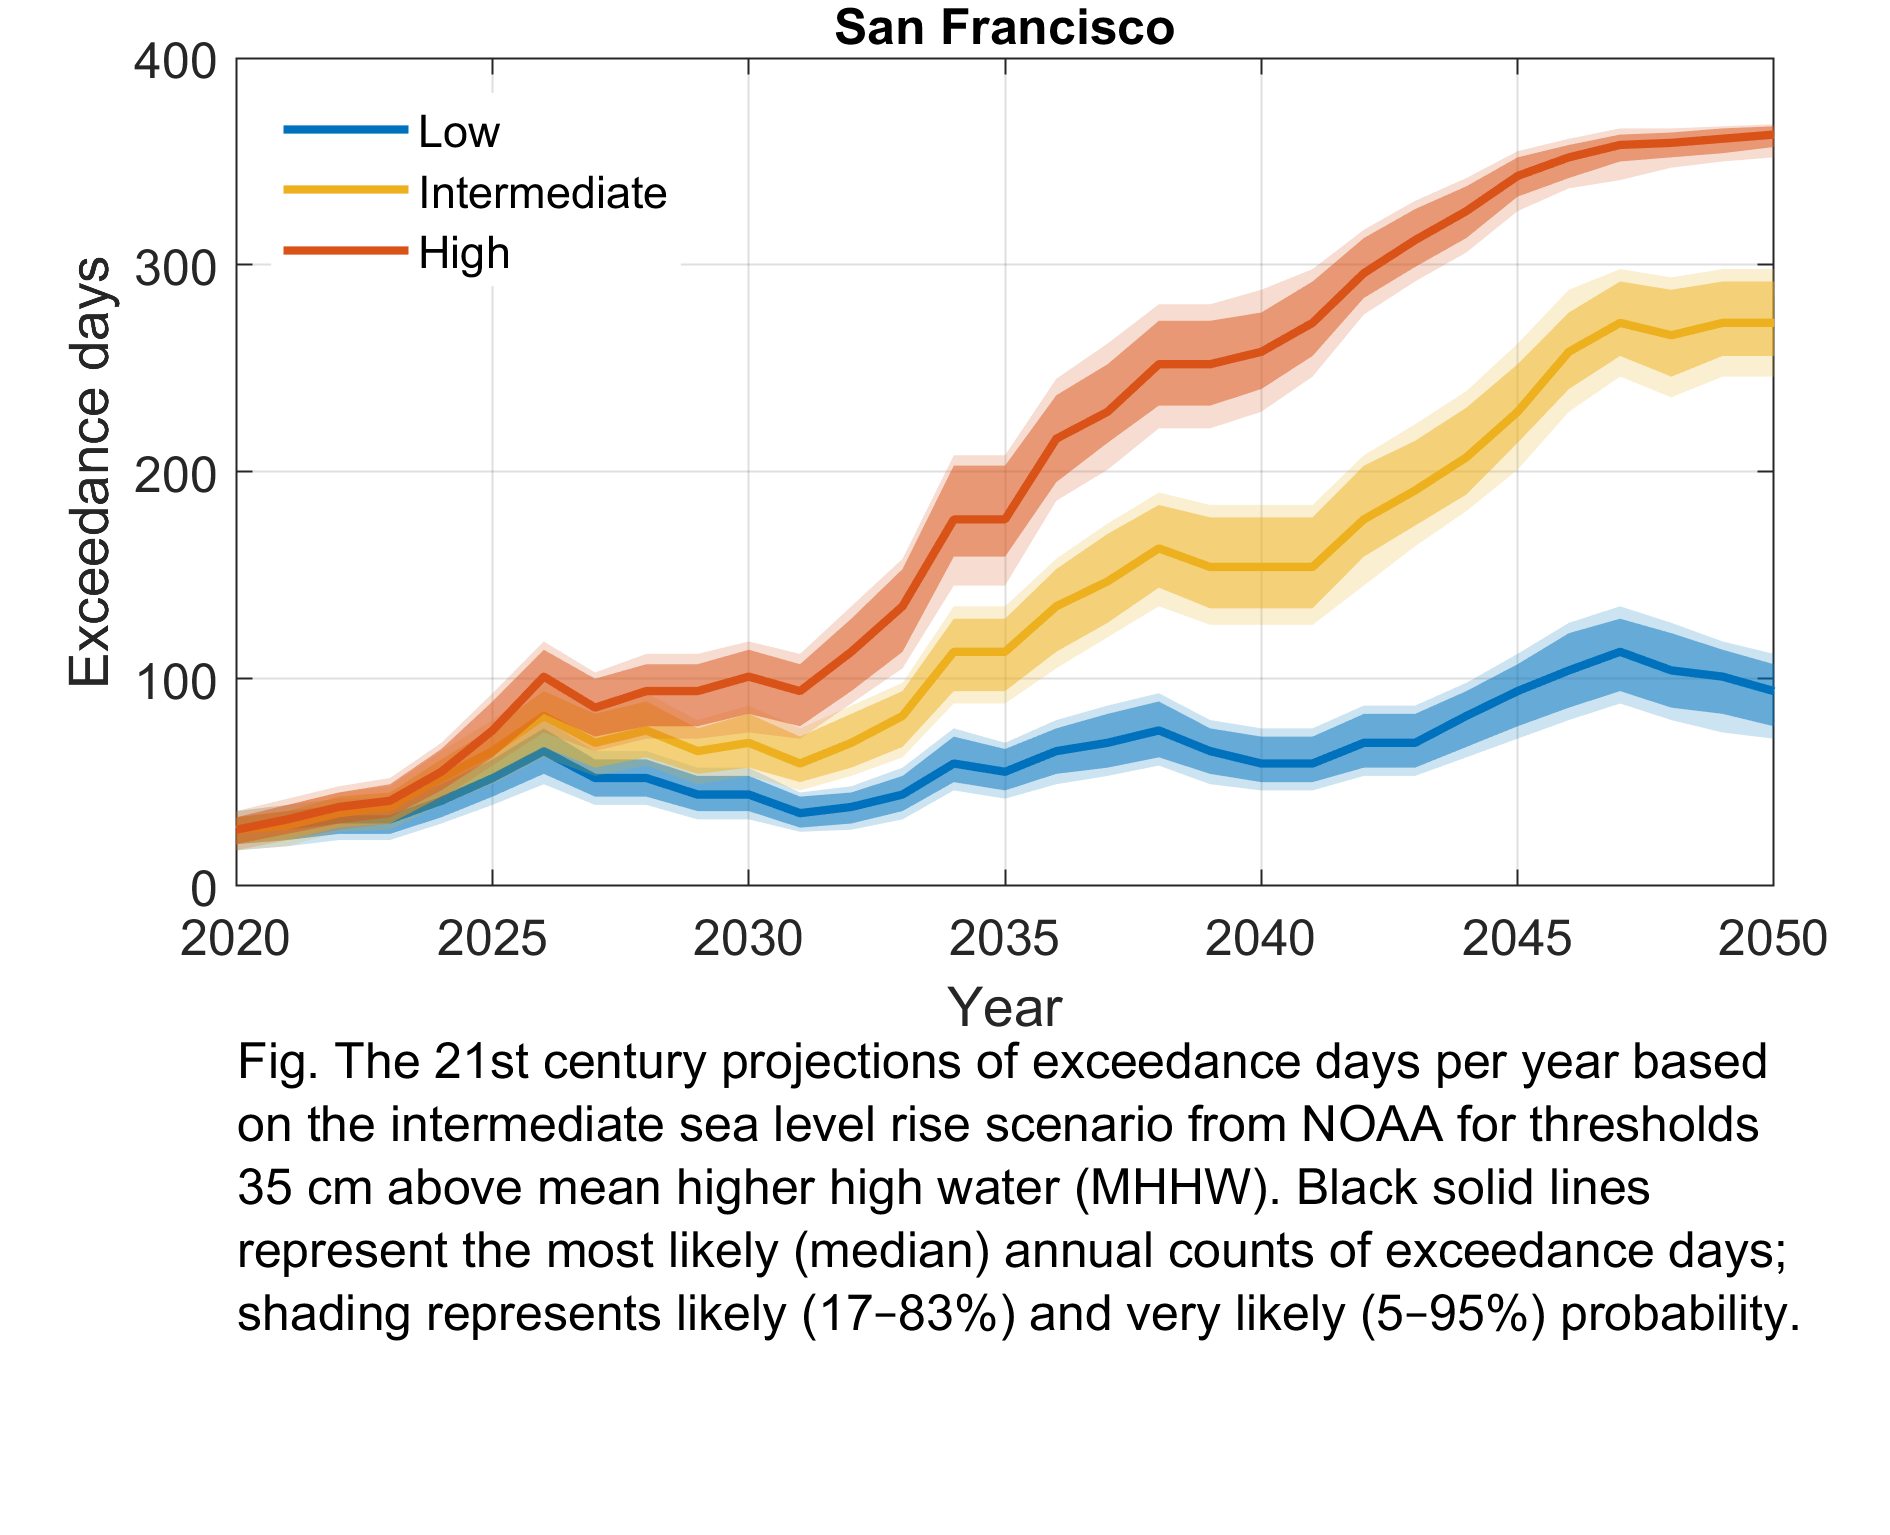 San Francisco
400
300
200
100
0
Exceedance days
Low
Intermediate
High
2020 2025 2030 2035 2040 2045 2050
Year
Fig. The 21st century projections of exceedance days per year based
on the intermediate sea level rise scenario from NOAA for thresholds
35 cm above mean higher high water (MHHW). Black solid lines
represent the most likely (median) annual counts of exceedance days;
shading represents likely (17–83%) and very likely (5–95%) probability.